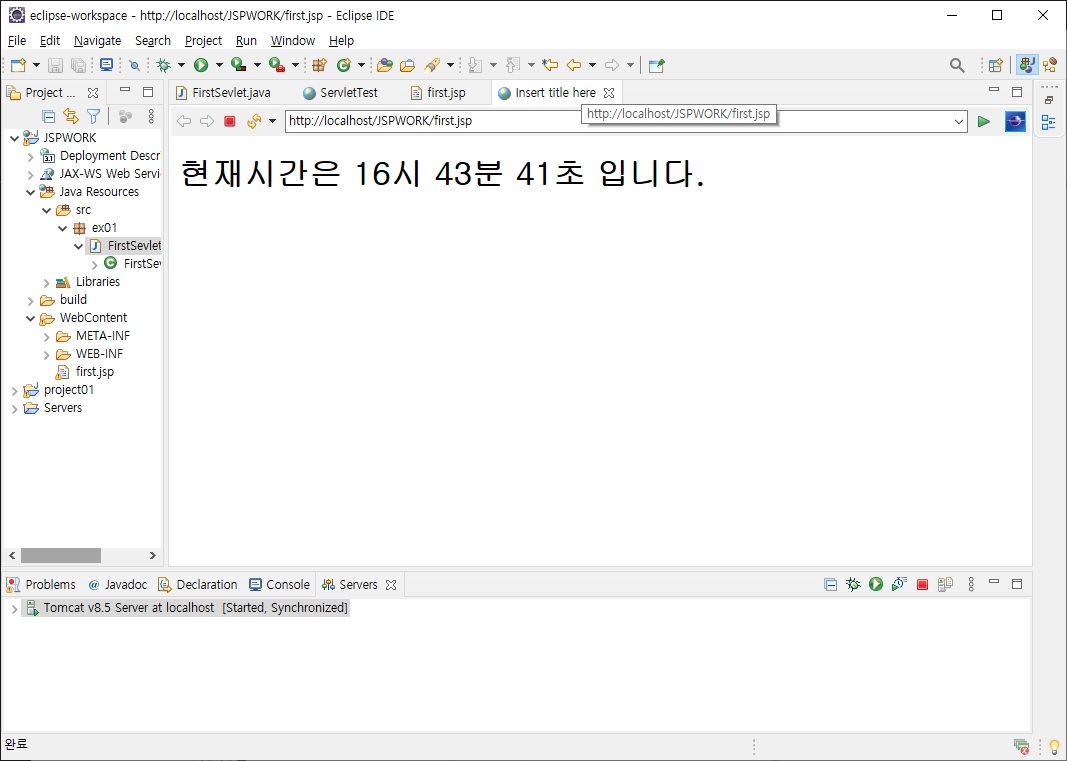 eclipse-workspace - http://localhost/JSPWORK/first.jsp - Eclipse IDE
File Edit Navigate Search Project Run Window Help
Project ...
FirstSevlet.java ServletTest first.jsp Insert title here
http://localhost/JSPWORK/first.jsp
http://localhost/JSPWORK/first.jsp
현재시간은 16시 43분 41초 입니다.
JSPWORK
Deployment Descr
JAX-WS Web Servi
Java Resources
src
ex01
FirstSevlet
FirstSev
Libraries
build
WebContent
META-INF
WEB-INF
first.jsp
project01
Servers
Problems @ Javadoc Declaration Console Servers
Tomcat v8.5 Server at localhost [Started, Synchronized]
완료